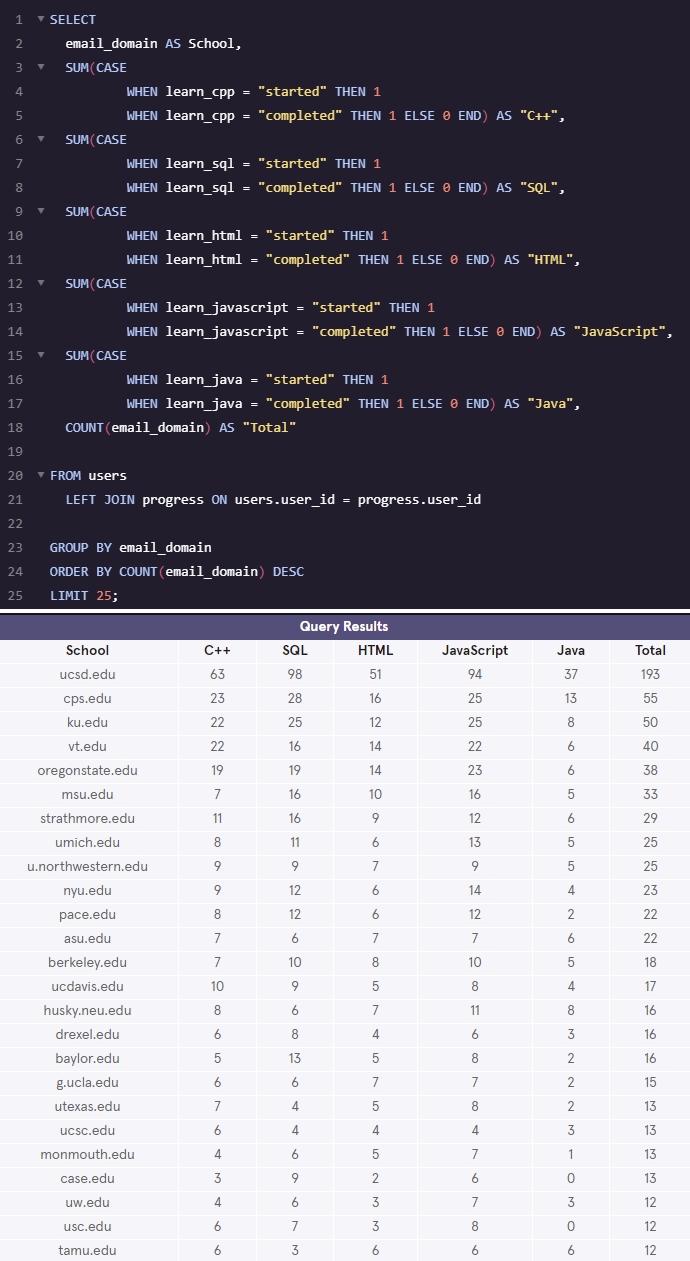 1 SELECT
2 email_domain AS School,
3 SUM(CASE
4 WHEN learn_cpp = "started" THEN 1
5 WHEN learn_cpp = "completed" THEN 1 ELSE 0 END) AS "C++",
6 SUM(CASE
7 WHEN learn_sql = "started" THEN 1
8 WHEN learn_sql = "completed" THEN 1 ELSE 0 END) AS "SQL",
9 SUM(CASE
10 WHEN learn_html = "started" THEN 1
11 WHEN learn_html = "completed" THEN 1 ELSE 0 END) AS "HTML",
12 SUM(CASE
13 WHEN learn_javascript = "started" THEN 1
14 WHEN learn_javascript = "completed" THEN 1 ELSE 0 END) AS "JavaScript",
15 SUM(CASE
16 WHEN learn_java = "started" THEN 1
17 WHEN learn_java = "completed" THEN 1 ELSE 0 END) AS "Java",
18 COUNT(email_domain) AS "Total"
19
20 FROM users
21 LEFT JOIN progress ON users.user_id = progress.user_id
22
23 GROUP BY email_domain
24 ORDER BY COUNT(email_domain) DESC
25 LIMIT 25;
Query Results
School C++ SQL HTML JavaScript Java Total
ucsd.edu 63 98 51 94 37 193
cps.edu 23 28 16 25 13 55
ku.edu 22 25 12 25 8 50
vt.edu 22 16 14 22 6 40
oregonstate.edu 19 19 14 23 6 38
msu.edu 7 16 10 16 5 33
strathmore.edu 11 16 9 12 6 29
umich.edu 8 11 6 13 5 25
u.northwestern.edu 9 9 7 9 5 25
nyu.edu 9 12 6 14 4 23
pace.edu 8 12 6 12 2 22
asu.edu 7 6 7 7 6 22
berkeley.edu 7 10 8 10 5 18
ucdavis.edu 10 9 5 8 4 17
husky.neu.edu 8 6 7 11 8 16
drexel.edu 6 8 4 6 3 16
baylor.edu 5 13 5 8 2 16
g.ucla.edu 6 6 7 7 2 15
utexas.edu 7 4 5 8 2 13
ucsc.edu 6 4 4 4 3 13
monmouth.edu 4 6 5 7 1 13
case.edu 3 9 2 6 0 13
uw.edu 4 6 3 7 3 12
usc.edu 6 7 3 8 0 12
tamu.edu 6 3 6 6 6 12